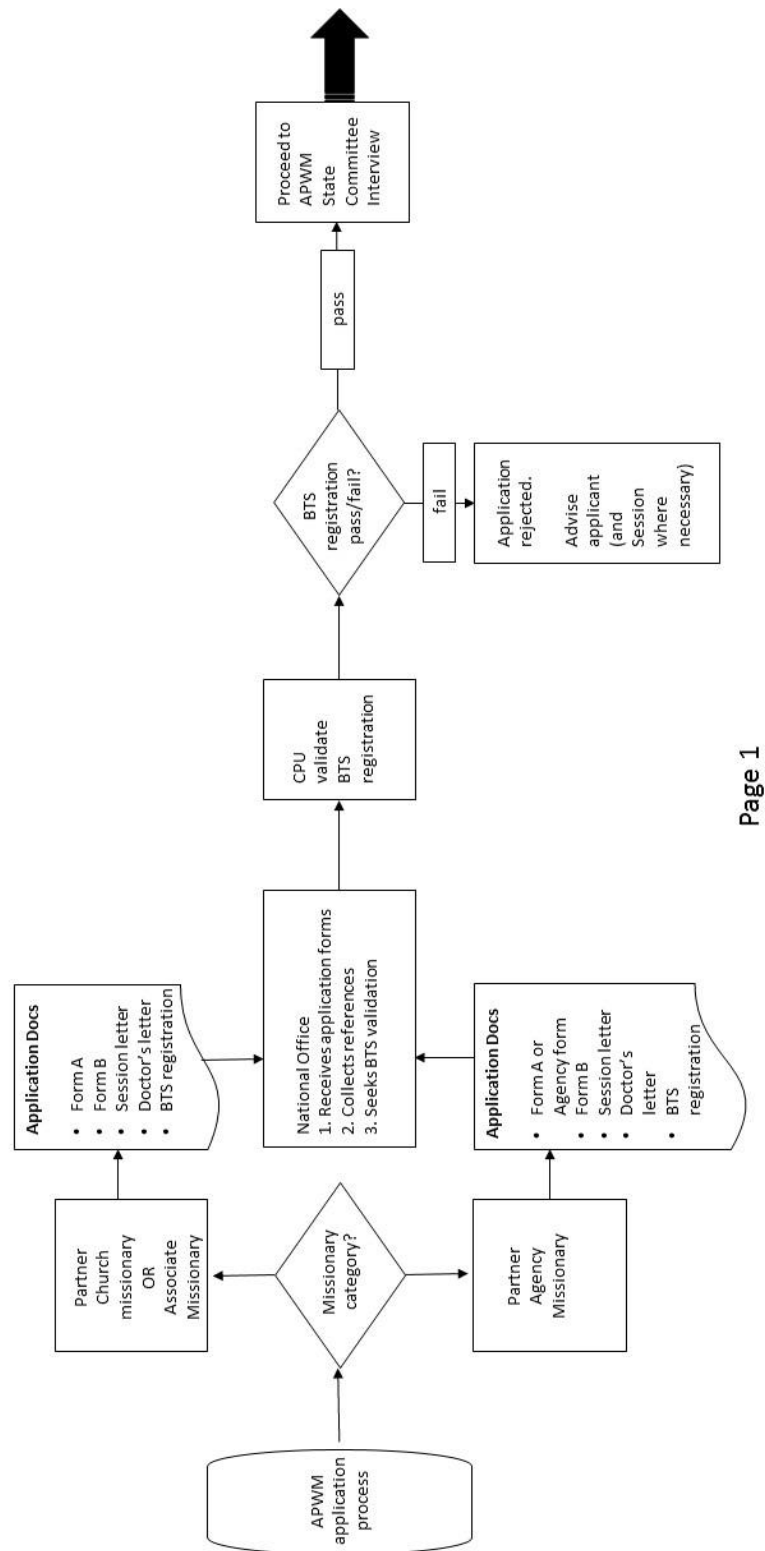 APWM
application
process
Missionary
category?
Partner
Church
missionary
OR
Associate
Missionary
Application Docs
• Form A
• Form B
• Session letter
• Doctor's letter
• BTS registration
Partner
Agency
Missionary
Application Docs
• Form A or
Agency form
• Form B
• Session letter
• Doctor's
letter
• BTS
registration
National Office
1. Receives application forms
2. Collects references
3. Seeks BTS validation
CPU
validate
BTS
registration
BTS
registration
pass/fail?
pass
Proceed to
APWM
State
Committee
Interview
fail
Application
rejected.
Advise
applicant
(and Session
where
necessary)
Page 1